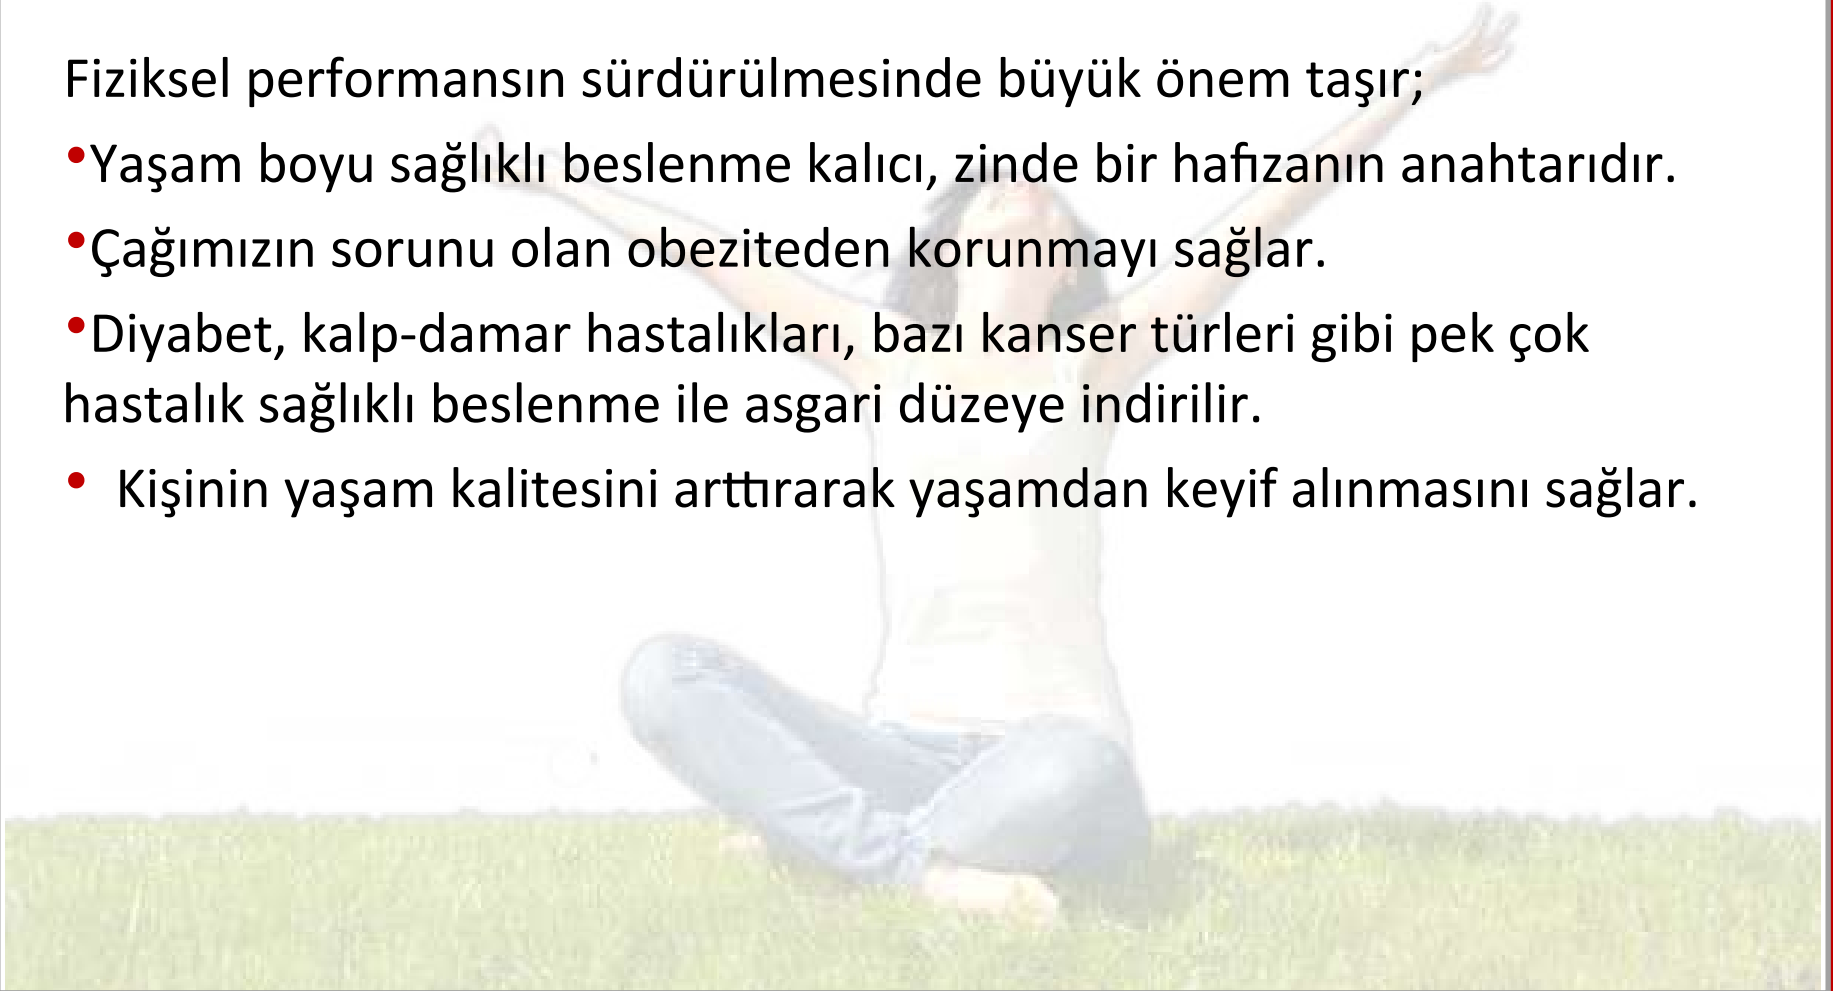 Fiziksel performansın sürdürülmesinde büyük önem taşır;
•Yaşam boyu sağlıklı beslenme kalıcı, zinde bir hafızanın anahtarıdır.
•Çağımızın sorunu olan obeziteden korunmayı sağlar.
•Diyabet, kalp-damar hastalıkları, bazı kanser türleri gibi pek çok
hastalık sağlıklı beslenme ile asgari düzeye indirilir.
• Kişinin yaşam kalitesini arttırarak yaşamdan keyif alınmasını sağlar.